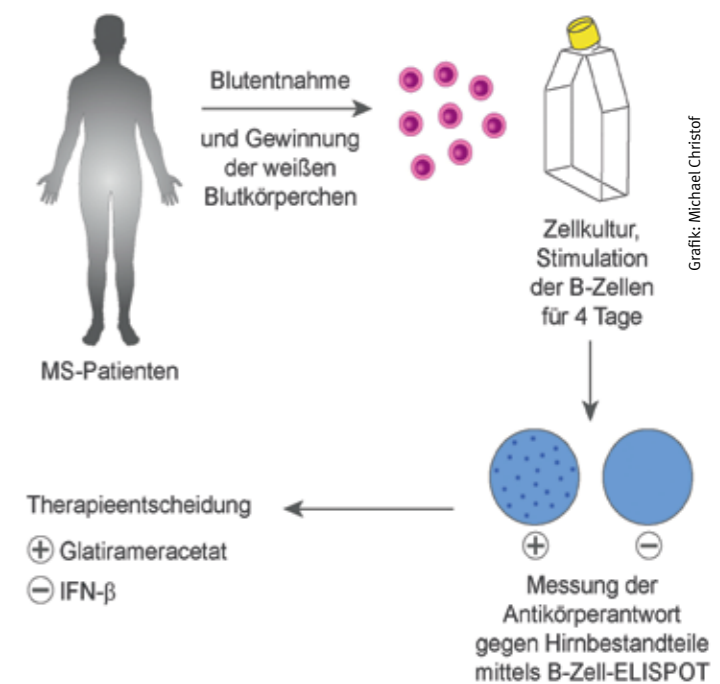 Blutentnahme
und Gewinnung
der weißen
Blutkörperchen
MS-Patienten
Zellkultur,
Stimulation
der B-Zellen
für 4 Tage
Grafik: Michael Christof
+ −
Messung der
Antikörperantwort
gegen Hirnbestandteile
mittels B-Zell-ELISPOT
Therapieentscheidung
+ Glatirameracetat
− IFN-β